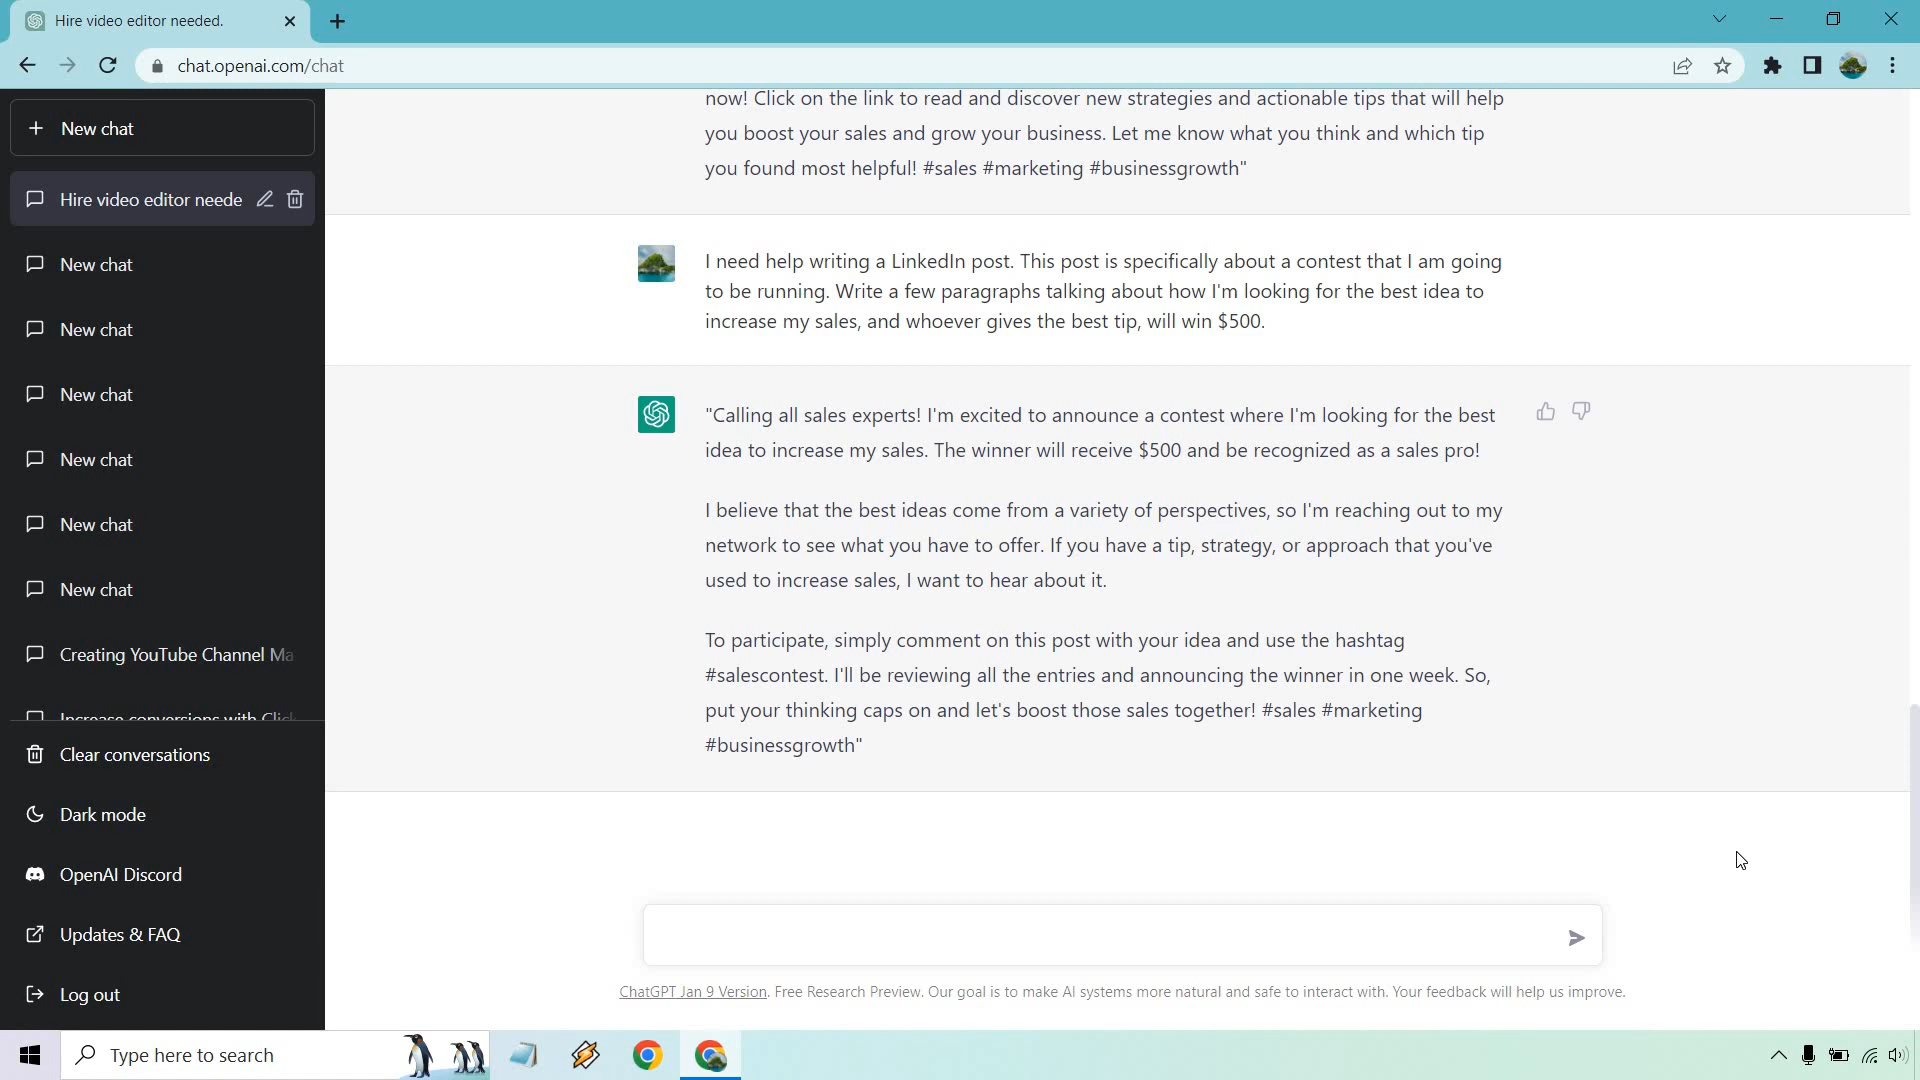 Hire video editor needed.
chat.openai.com/chat
New chat
Hire video editor neede
New chat
New chat
New chat
New chat
New chat
New chat
Creating YouTube Channel Ma
Increase conversions with Clic
Clear conversations
Dark mode
OpenAI Discord
Updates & FAQ
Log out
now! Click on the link to read and discover new strategies and actionable tips that will help
you boost your sales and grow your business. Let me know what you think and which tip
you found most helpful! #sales #marketing #businessgrowth"
I need help writing a LinkedIn post. This post is specifically about a contest that I am going
to be running. Write a few paragraphs talking about how I'm looking for the best idea to
increase my sales, and whoever gives the best tip, will win $500.
"Calling all sales experts! I'm excited to announce a contest where I'm looking for the best
idea to increase my sales. The winner will receive $500 and be recognized as a sales pro!
I believe that the best ideas come from a variety of perspectives, so I'm reaching out to my
network to see what you have to offer. If you have a tip, strategy, or approach that you've
used to increase sales, I want to hear about it.
To participate, simply comment on this post with your idea and use the hashtag
#salescontest. I'll be reviewing all the entries and announcing the winner in one week. So,
put your thinking caps on and let's boost those sales together! #sales #marketing
#businessgrowth"
ChatGPT Jan 9 Version. Free Research Preview. Our goal is to make AI systems more natural and safe to interact with. Your feedback will help us improve.
Type here to search